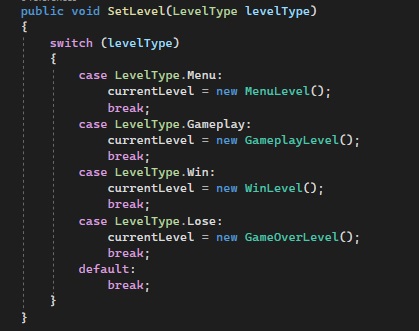 public void SetLevel(LevelType levelType)
{
    switch (levelType)
    {
        case LevelType.Menu:
            currentLevel = new MenuLevel();
            break;
        case LevelType.Gameplay:
            currentLevel = new GameplayLevel();
            break;
        case LevelType.Win:
            currentLevel = new WinLevel();
            break;
        case LevelType.Lose:
            currentLevel = new GameOverLevel();
            break;
        default:
            break;
    }
}